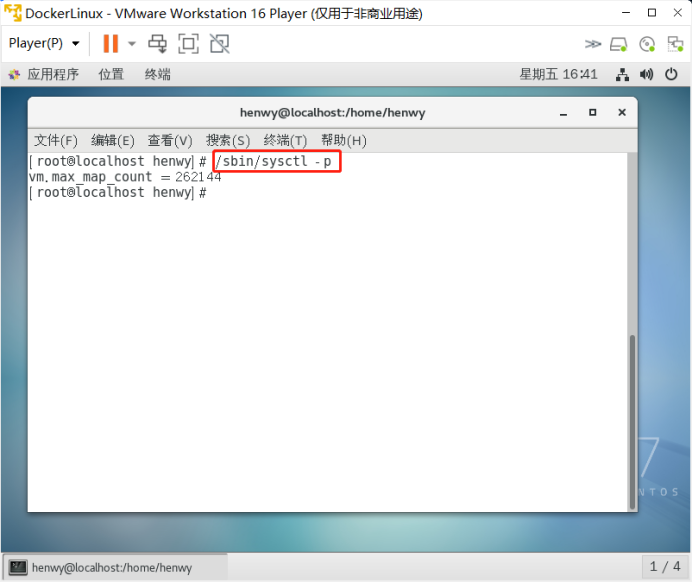 DockerLinux - VMware Workstation 16 Player (仅用于非商业用途)
Player(P)
应用程序 位置 终端 星期五 16:41
henwy@localhost:/home/henwy
文件(F) 编辑(E) 查看(V) 搜索(S) 终端(T) 帮助(H)
[root@localhost henwy]# /sbin/sysctl -p
vm.max_map_count = 262144
[root@localhost henwy]#
7
NTOS
henwy@localhost:/home/henwy
1 / 4